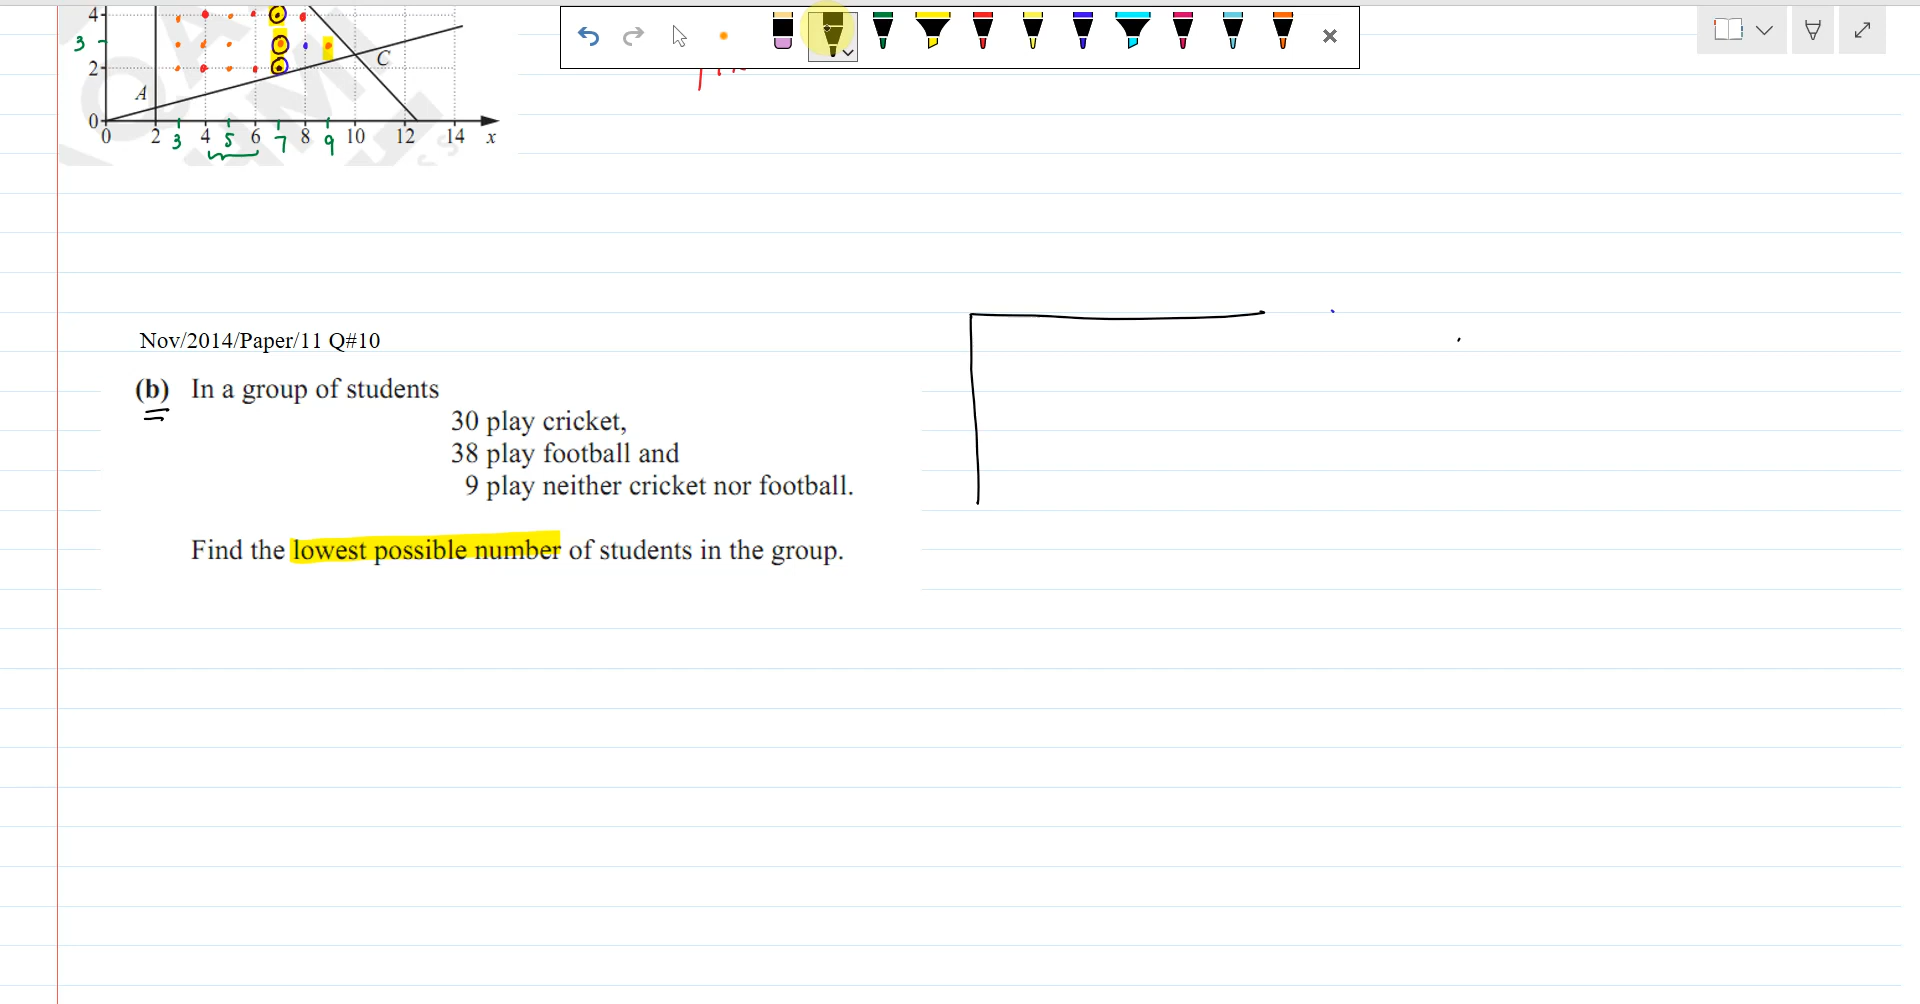 4
3
2
C
A
0
0 2 3 4 5 6 7 8 9 10 12 14 x
Nov/2014/Paper/11 Q#10
(b) In a group of students
30 play cricket,
38 play football and
9 play neither cricket nor football.
Find the lowest possible number of students in the group.